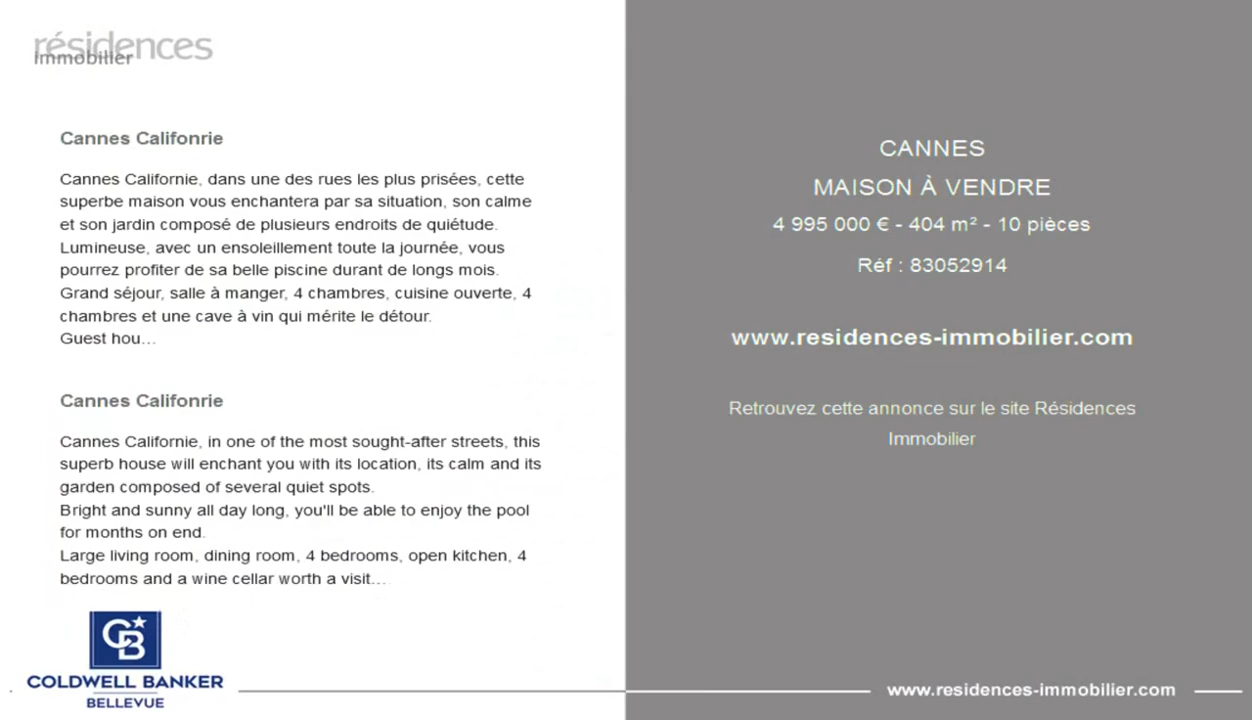 résidences
immobilier
Cannes Califonrie
Cannes Californie, dans une des rues les plus prisées, cette
superbe maison vous enchantera par sa situation, son calme
et son jardin composé de plusieurs endroits de quiétude.
Lumineuse, avec un ensoleillement toute la journée, vous
pourrez profiter de sa belle piscine durant de longs mois.
Grand séjour, salle à manger, 4 chambres, cuisine ouverte, 4
chambres et une cave à vin qui mérite le détour.
Guest hou...
Cannes Califonrie
Cannes Californie, in one of the most sought-after streets, this
superb house will enchant you with its location, its calm and its
garden composed of several quiet spots.
Bright and sunny all day long, you'll be able to enjoy the pool
for months on end.
Large living room, dining room, 4 bedrooms, open kitchen, 4
bedrooms and a wine cellar worth a visit...
CB
COLDWELL BANKER
BELLEVUE
CANNES
MAISON À VENDRE
4 995 000 € - 404 m² - 10 pièces
Réf : 83052914
www.residences-immobilier.com
Retrouvez cette annonce sur le site Résidences
Immobilier
www.residences-immobilier.com